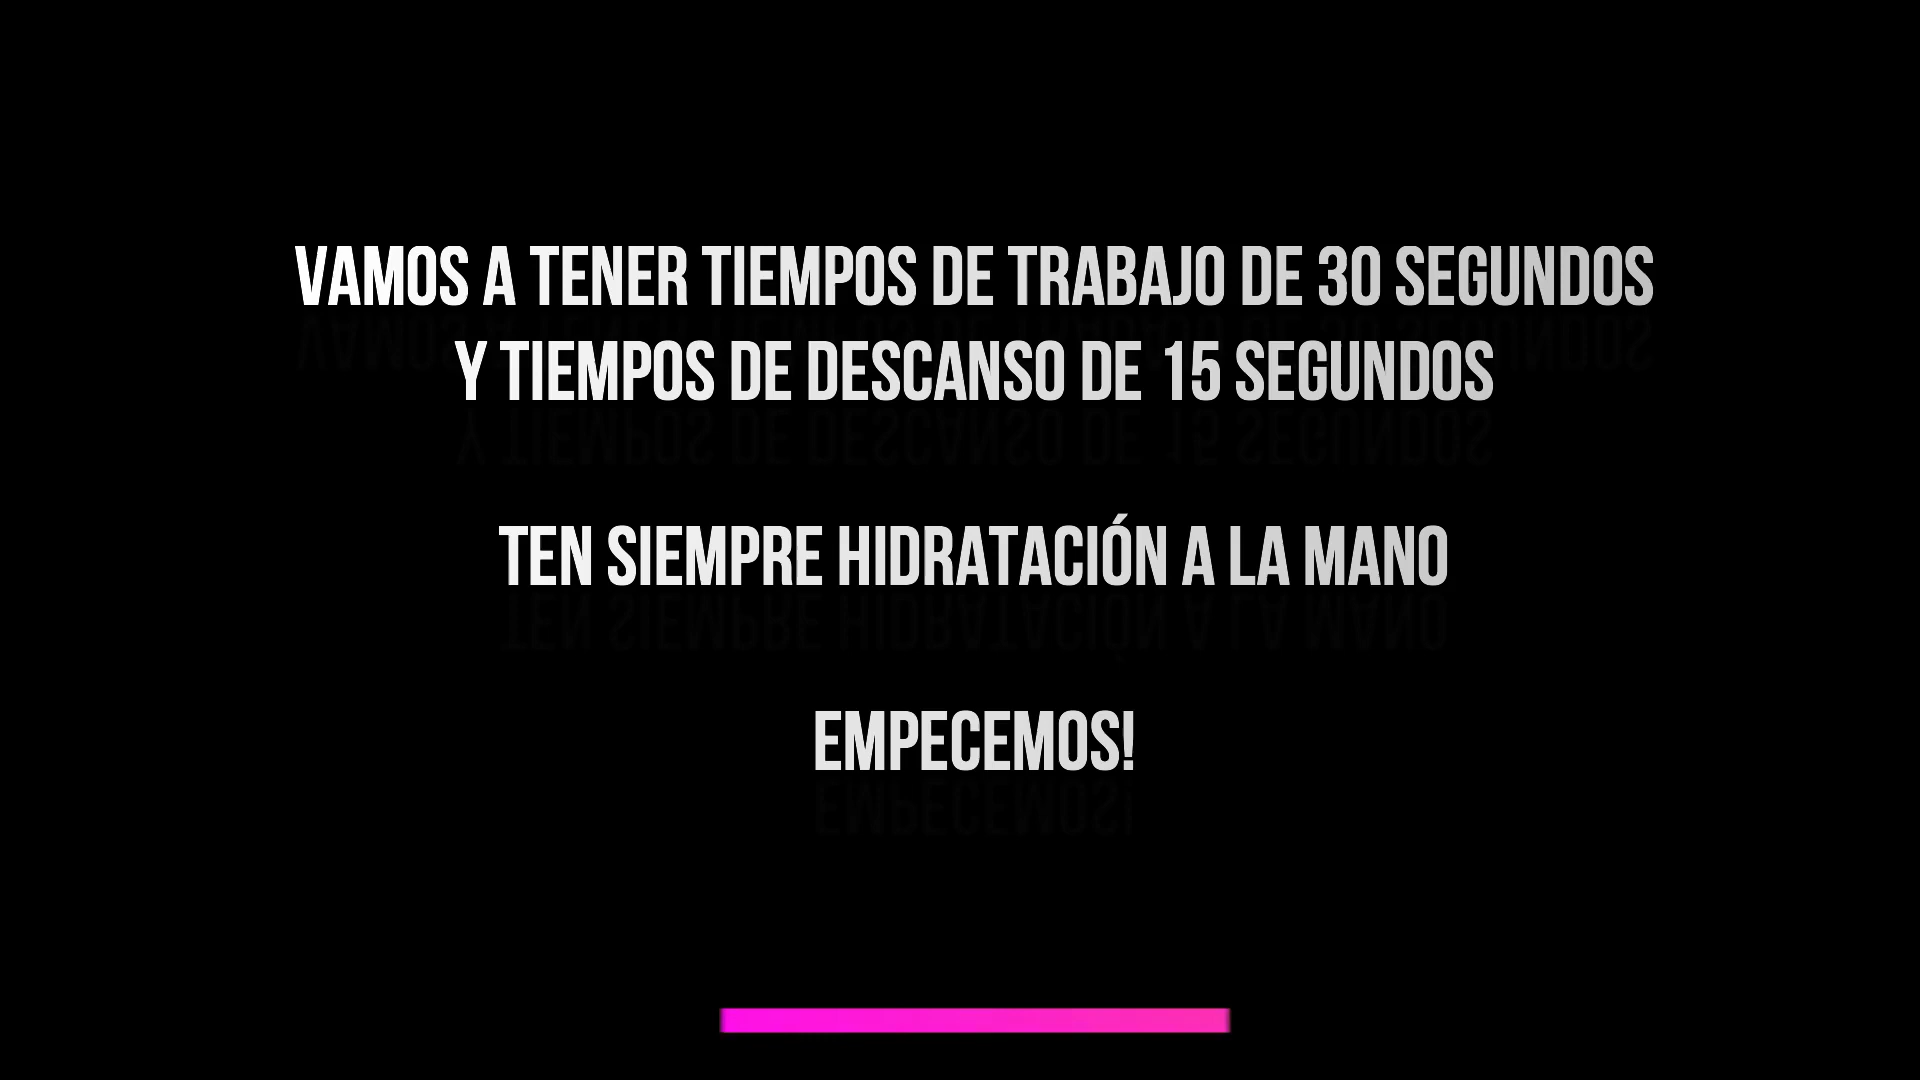 VAMOS A TENER TIEMPOS DE TRABAJO DE 30 SEGUNDOS
Y TIEMPOS DE DESCANSO DE 15 SEGUNDOS
TEN SIEMPRE HIDRATACIÓN A LA MANO
EMPECEMOS!